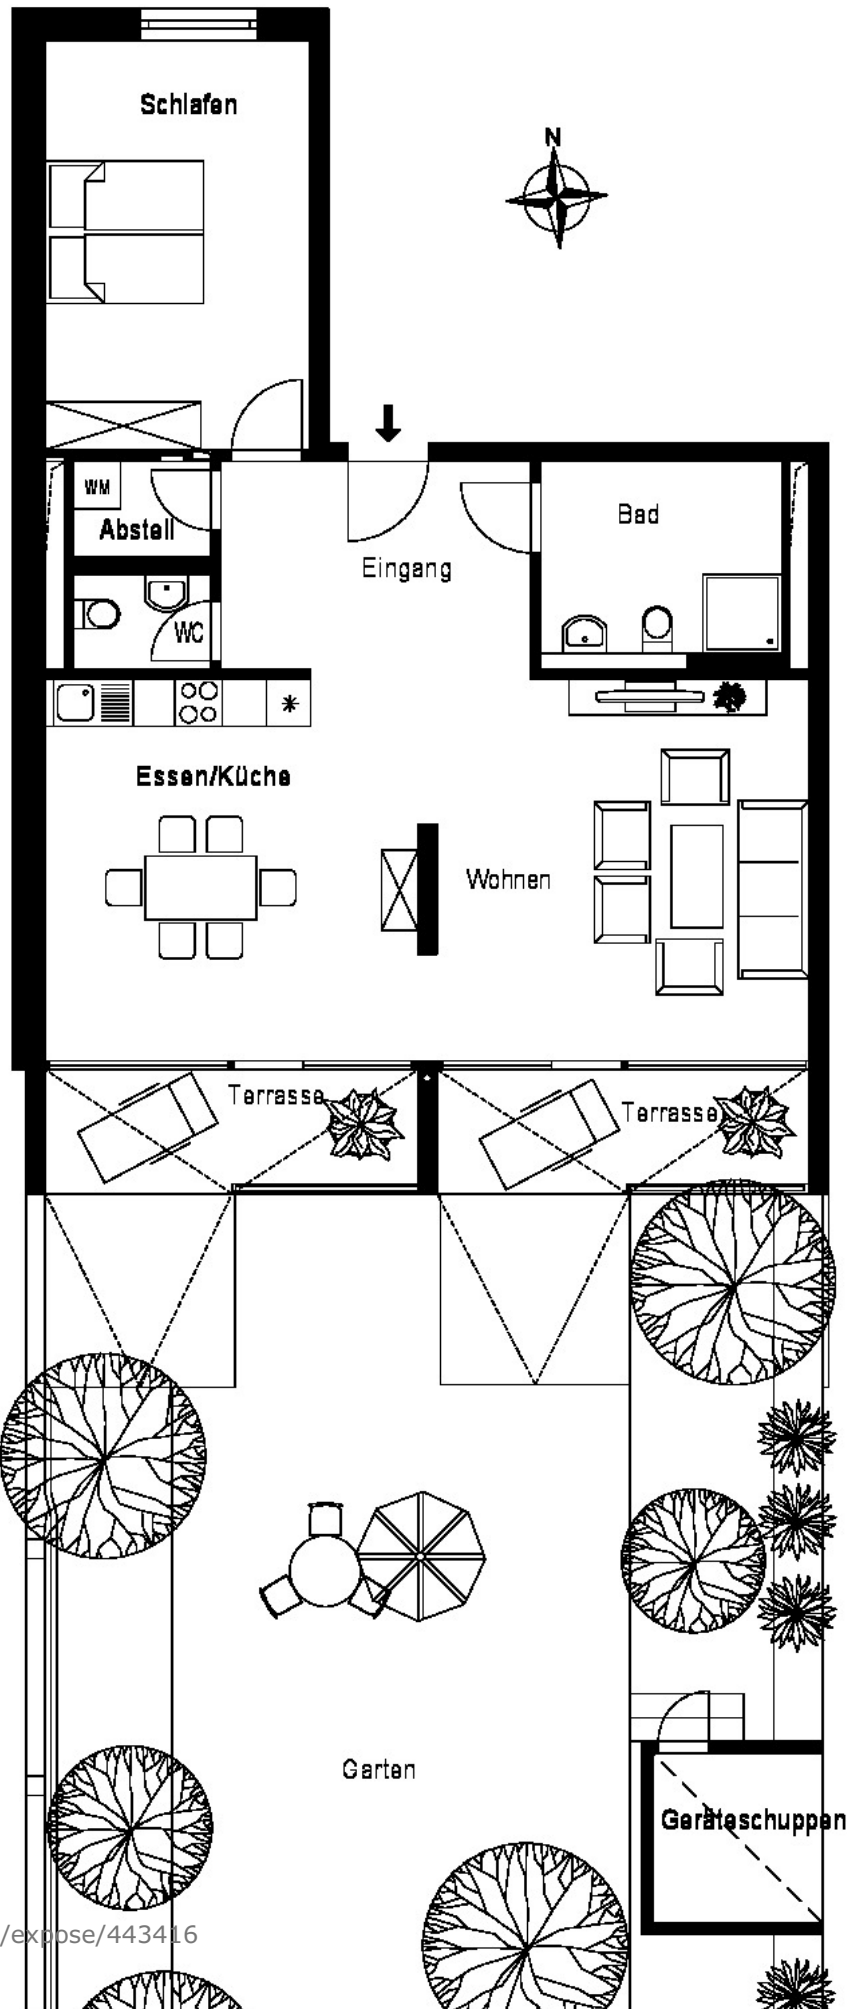 Schlafen
N
WM
Abstell
Bad
Eingang
WC
Essen/Küche
Wohnen
Terrasse
Terrasse
Garten
Geräteschuppen
/expose/443416